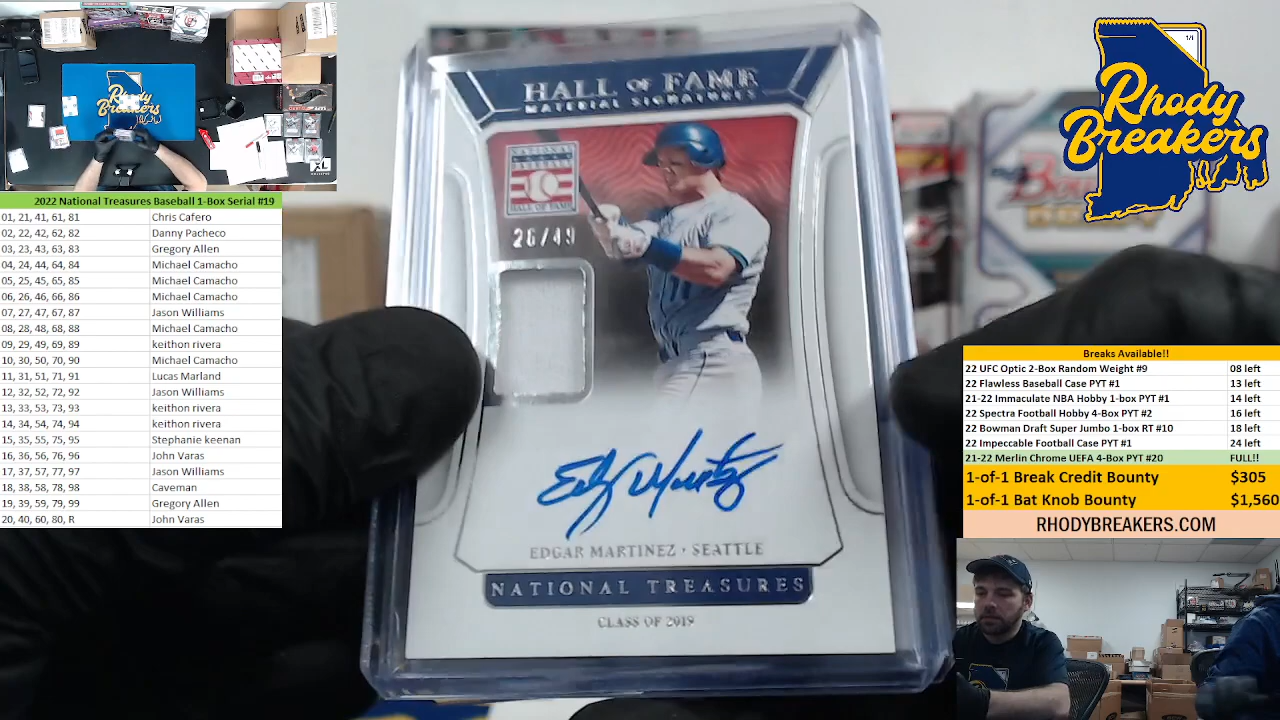 2022 National Treasures Baseball 1-Box Serial #19
01, 21, 41, 61, 81 Chris Cafero
02, 22, 42, 62, 82 Danny Pacheco
03, 23, 43, 63, 83 Gregory Allen
04, 24, 44, 64, 84 Michael Camacho
05, 25, 45, 65, 85 Michael Camacho
06, 26, 46, 66, 86 Michael Camacho
07, 27, 47, 67, 87 Jason Williams
08, 28, 48, 68, 88 Michael Camacho
09, 29, 49, 69, 89 keithon rivera
10, 30, 50, 70, 90 Michael Camacho
11, 31, 51, 71, 91 Lucas Marland
12, 32, 52, 72, 92 Jason Williams
13, 33, 53, 73, 93 keithon rivera
14, 34, 54, 74, 94 keithon rivera
15, 35, 55, 75, 95 Stephanie keenan
16, 36, 56, 76, 96 John Varas
17, 37, 57, 77, 97 Jason Williams
18, 38, 58, 78, 98 Caveman
19, 39, 59, 79, 99 Gregory Allen
20, 40, 60, 80, R John Varas
Rhody
Breakers
HALL OF FAME
MATERIAL SIGNATURES
NATIONAL
BASEBALL
HALL OF FAME
26/49
Edgar Martinez
EDGAR MARTINEZ • SEATTLE
NATIONAL TREASURES
CLASS OF 2019
1/1
Rhody
Breakers
Breaks Available!!
22 UFC Optic 2-Box Random Weight #9 08 left
22 Flawless Baseball Case PYT #1 13 left
21-22 Immaculate NBA Hobby 1-box PYT #1 14 left
22 Spectra Football Hobby 4-Box PYT #2 16 left
22 Bowman Draft Super Jumbo 1-box RT #10 18 left
22 Impeccable Football Case PYT #1 24 left
21-22 Merlin Chrome UEFA 4-Box PYT #20 FULL!!
1-of-1 Break Credit Bounty $305
1-of-1 Bat Knob Bounty $1,560
RHODYBREAKERS.COM